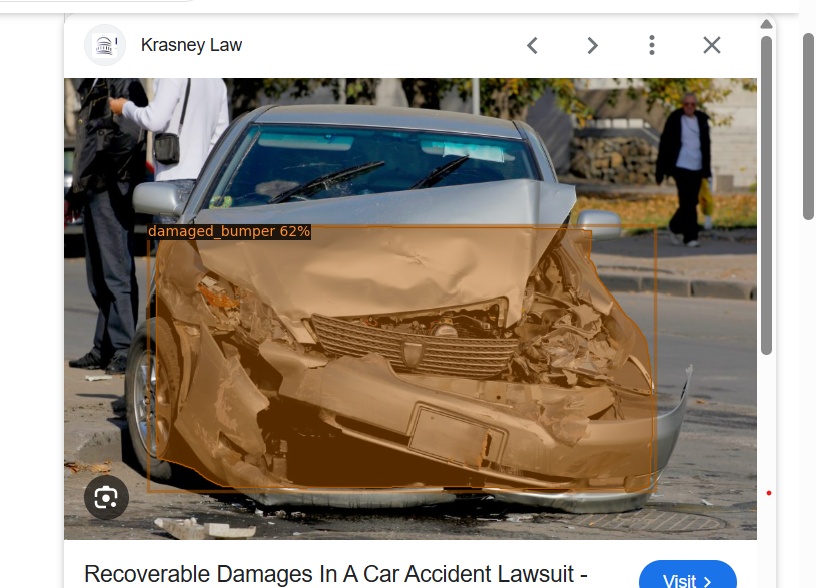 Krasney Law
damaged_bumper 62%
Recoverable Damages In A Car Accident Lawsuit -
Visit